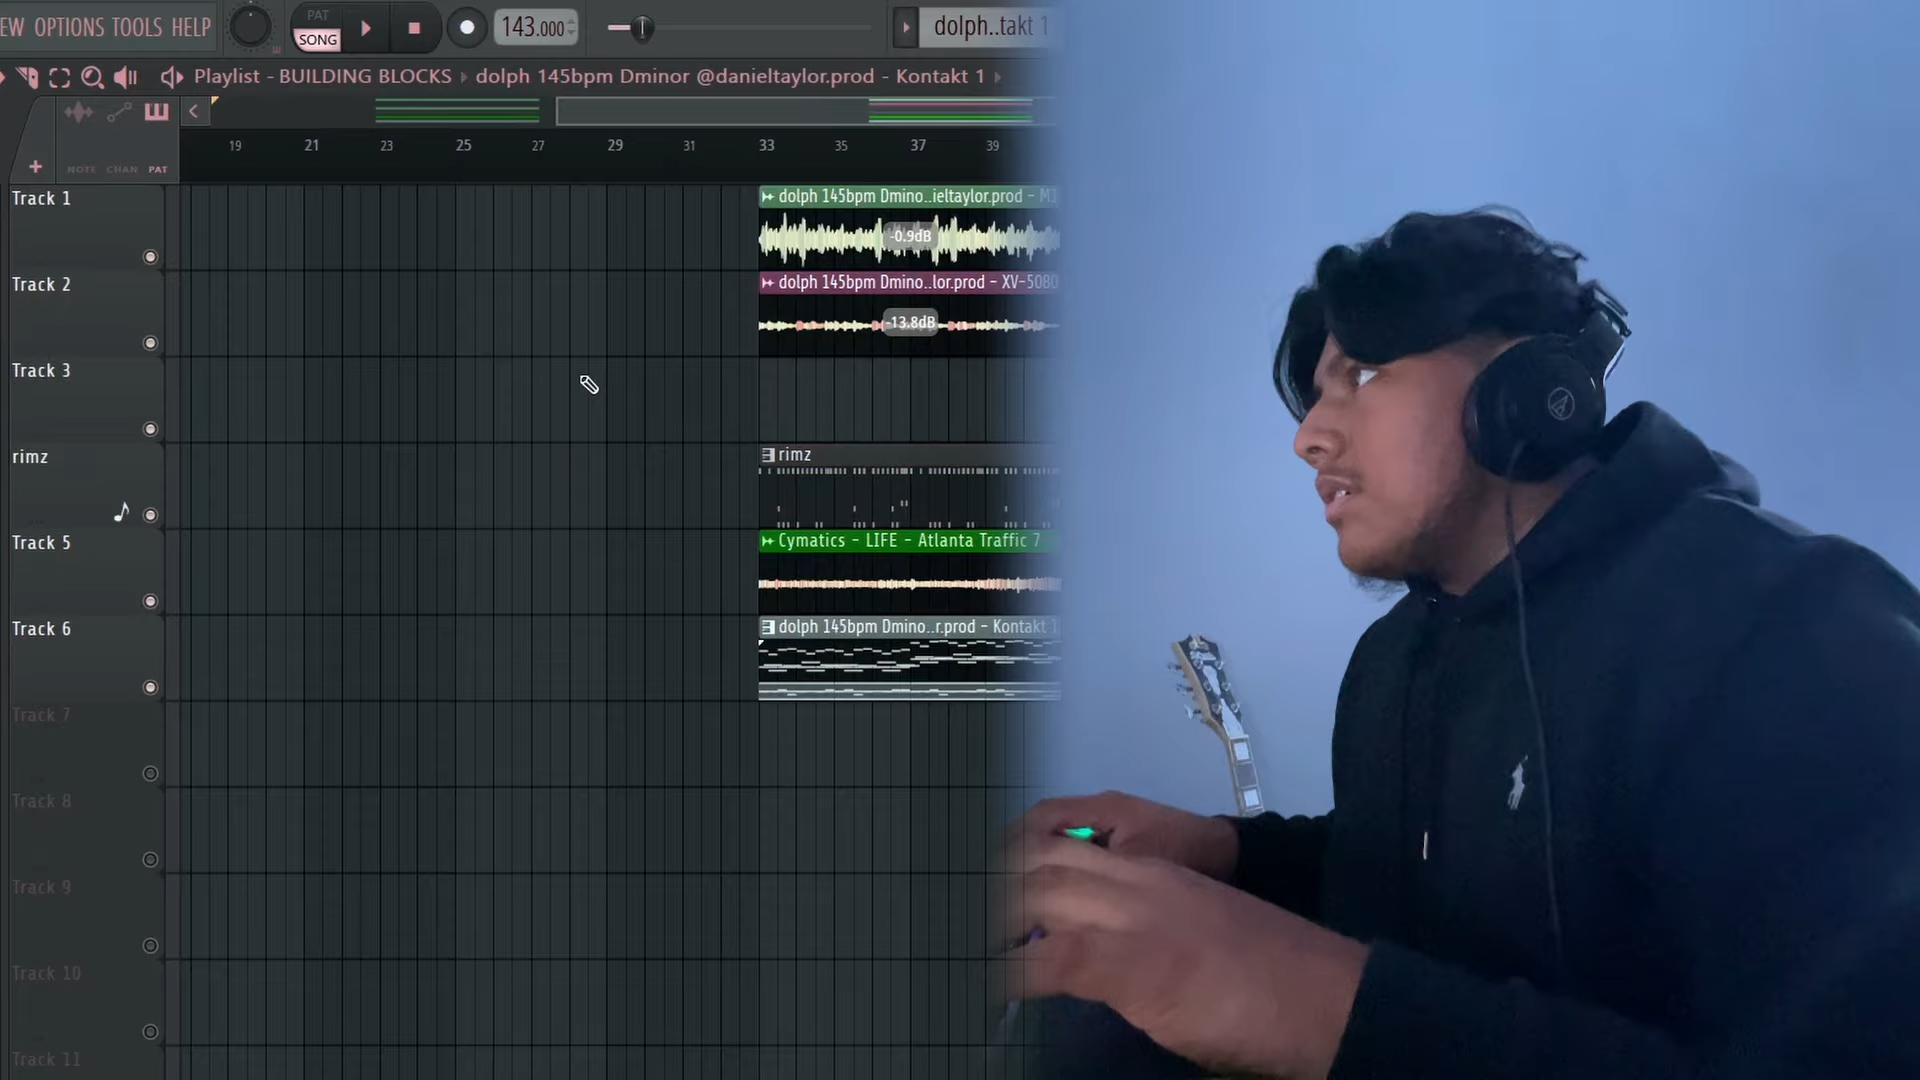 EW OPTIONS TOOLS HELP
PAT
SONG
143.000
dolph..takt 1
Playlist - BUILDING BLOCKS ▸ dolph 145bpm Dminor @danieltaylor.prod - Kontakt 1
NOTE CHAN PAT
19 21 23 25 27 29 31 33 35 37 39
Track 1
dolph 145bpm Dmino..ieltaylor.prod - M1
-0.9dB
Track 2
dolph 145bpm Dmino..lor.prod - XV-5080
-13.8dB
Track 3
rimz
rimz
Track 5
Cymatics - LIFE - Atlanta Traffic 7
Track 6
dolph 145bpm Dmino..r.prod - Kontakt 1
Track 7
Track 8
Track 9
Track 10
Track 11